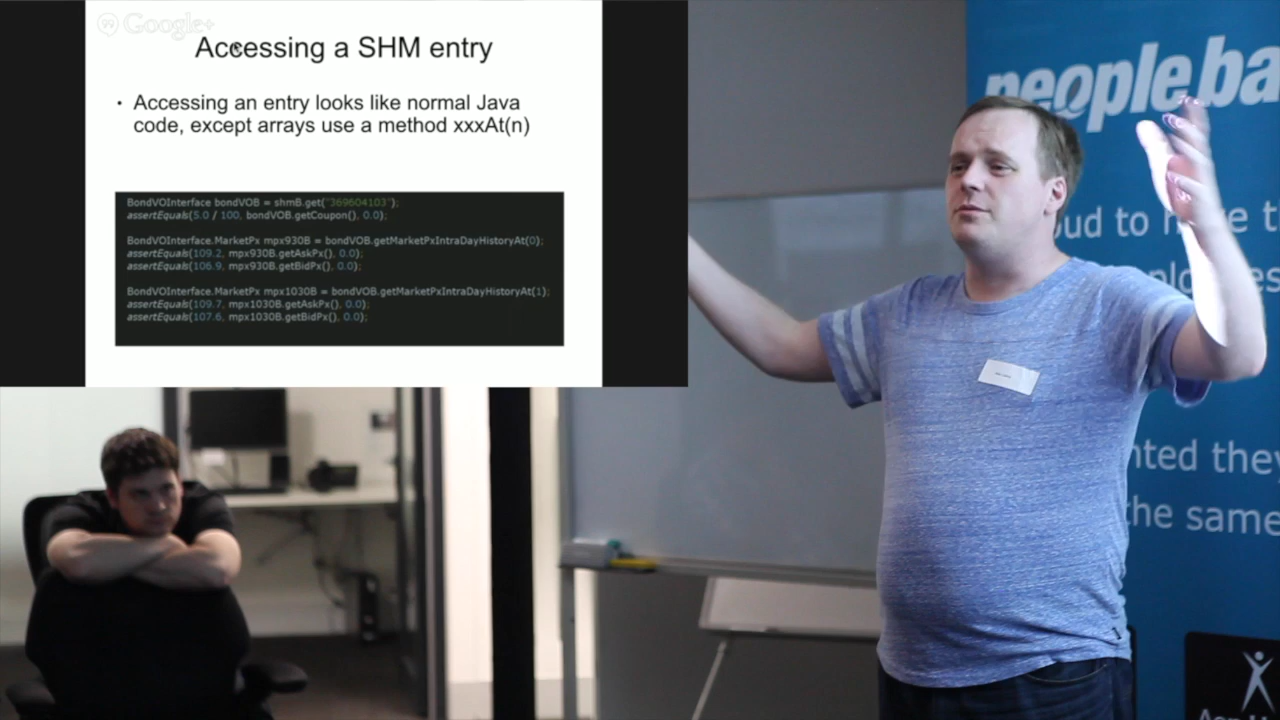 Google+
Accessing a SHM entry
• Accessing an entry looks like normal Java
code, except arrays use a method xxxAt(n)
BondVOInterface bondVOB = shmB.get("369604103");
assertEquals(5.0 / 100, bondVOB.getCoupon(), 0.0);
BondVOInterface.MarketPx mpx930B = bondVOB.getMarketPxIntraDayHistoryAt(0);
assertEquals(109.2, mpx930B.getAskPx(), 0.0);
assertEquals(106.9, mpx930B.getBidPx(), 0.0);
BondVOInterface.MarketPx mpx1030B = bondVOB.getMarketPxIntraDayHistoryAt(1);
assertEquals(109.7, mpx1030B.getAskPx(), 0.0);
assertEquals(107.6, mpx1030B.getBidPx(), 0.0);
people ba
oud to
nted they
the same